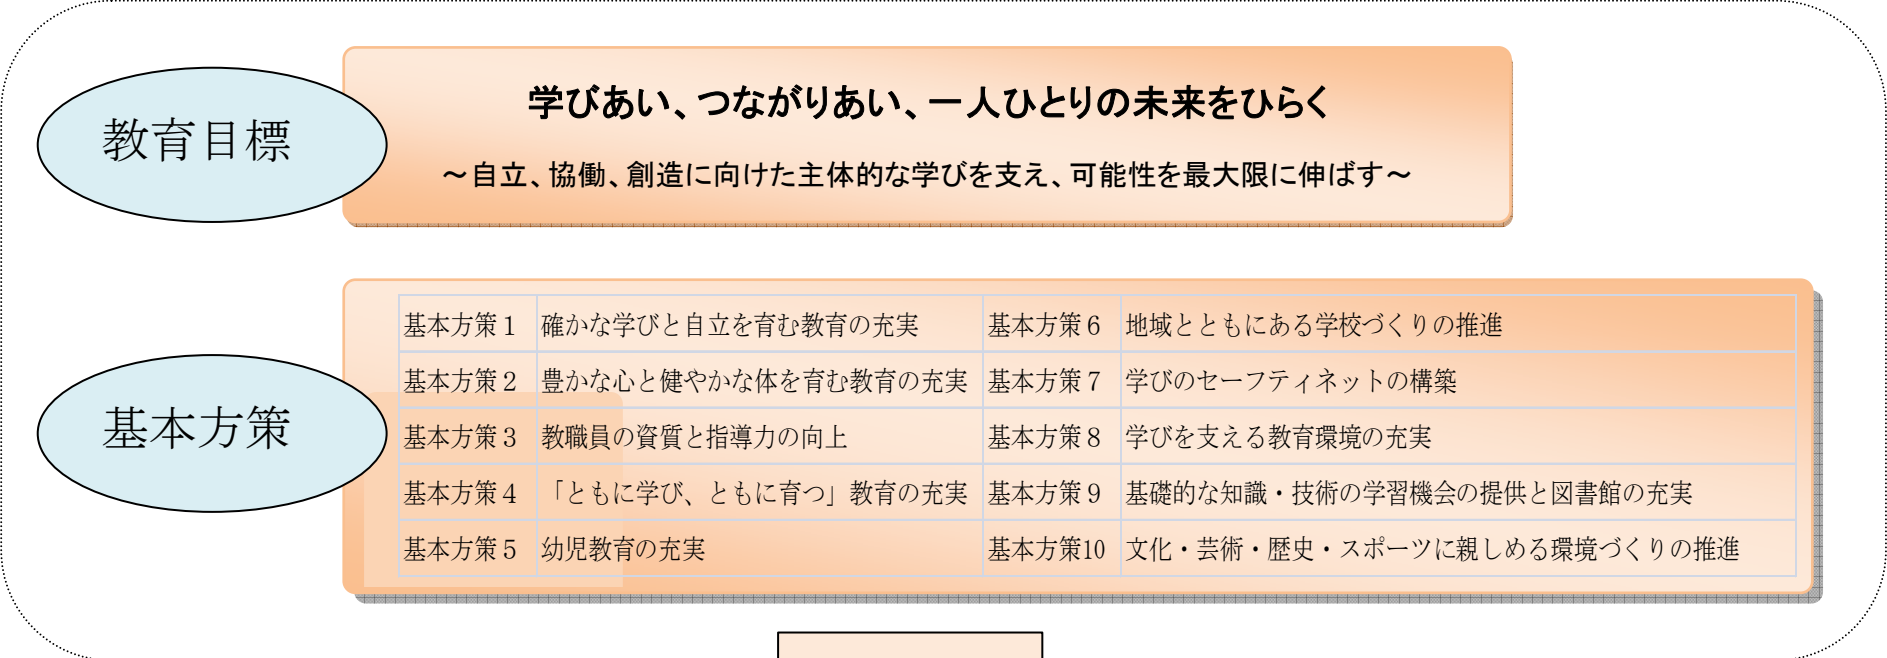 教育目標
学びあい、つながりあい、一人ひとりの未来をひらく
～自立、協働、創造に向けた主体的な学びを支え、可能性を最大限に伸ばす～
基本方策
基本方策１ 確かな学びと自立を育む教育の充実 基本方策６ 地域とともにある学校づくりの推進
基本方策２ 豊かな心と健やかな体を育む教育の充実 基本方策７ 学びのセーフティネットの構築
基本方策３ 教職員の資質と指導力の向上 基本方策８ 学びを支える教育環境の充実
基本方策４ 「ともに学び、ともに育つ」教育の充実 基本方策９ 基礎的な知識・技術の学習機会の提供と図書館の充実
基本方策５ 幼児教育の充実 基本方策10 文化・芸術・歴史・スポーツに親しめる環境づくりの推進